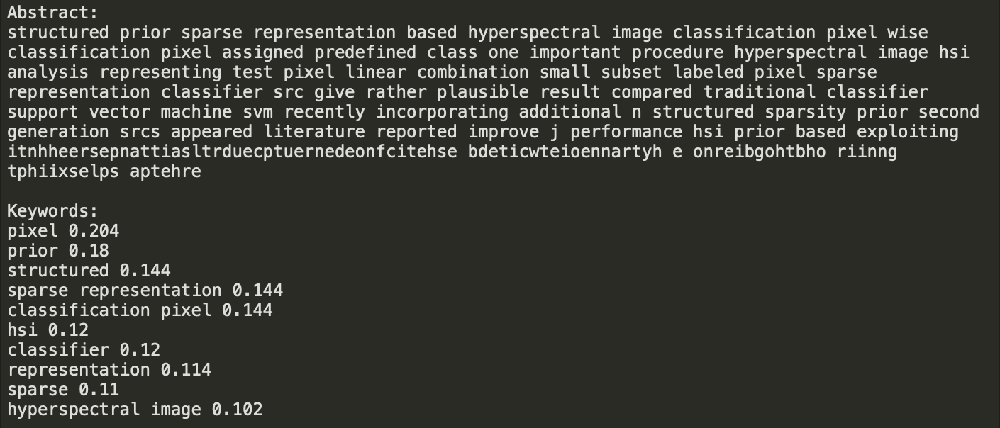 Abstract:
structured prior sparse representation based hyperspectral image classification pixel wise
classification pixel assigned predefined class one important procedure hyperspectral image hsi
analysis representing test pixel linear combination small subset labeled pixel sparse
representation classifier src give rather plausible result compared traditional classifier
support vector machine svm recently incorporating additional n structured sparsity prior second
generation srcs appeared literature reported improve j performance hsi prior based exploiting
itnhheersepnattiasltrduecptuernedeonfcitehse bdeticwteioennartyh e onreibgohtbho riinng
tphiixselps aptehre

Keywords:
pixel 0.204
prior 0.18
structured 0.144
sparse representation 0.144
classification pixel 0.144
hsi 0.12
classifier 0.12
representation 0.114
sparse 0.11
hyperspectral image 0.102